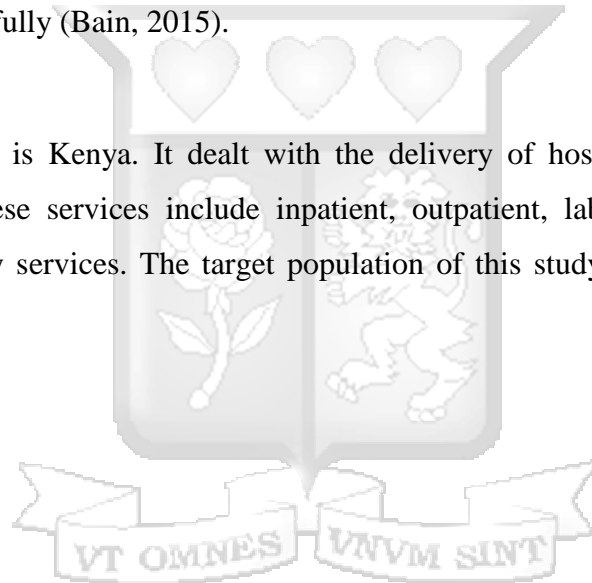 fully (Bain, 2015).
is Kenya. It dealt with the delivery of hos
ese services include inpatient, outpatient, lab
services. The target population of this study
VT OMNES VNVM SINT